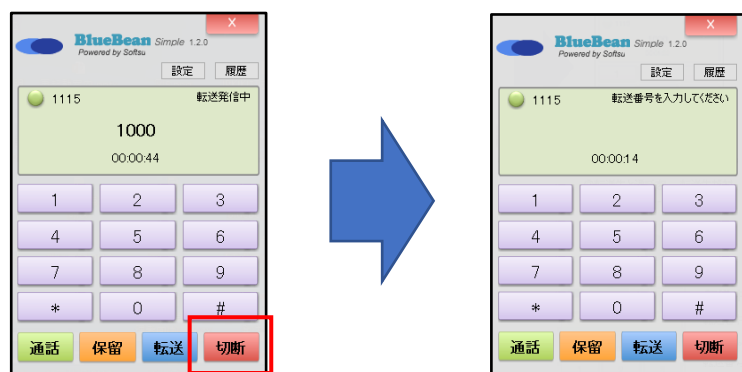 X
BlueBean Simple 1.2.0
Powered by Softsu
設定 履歴
1115 転送発信中
1000
00:00:44
1 2 3
4 5 6
7 8 9
* 0 #
通話 保留 転送 切断
X
BlueBean Simple 1.2.0
Powered by Softsu
設定 履歴
1115 転送番号を入力してください
00:00:14
1 2 3
4 5 6
7 8 9
* 0 #
通話 保留 転送 切断